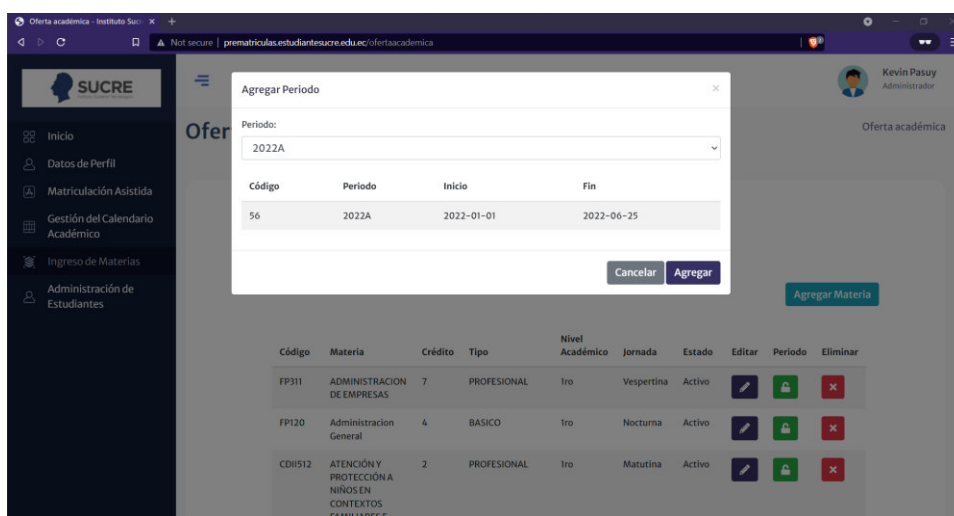 Oferta académica - Instituto Suc
Not secure | prematriculas.estudiantesucre.edu.ec/ofertaacademica
SUCRE
Kevin Pasuy
Administrador
Agregar Periodo
Ofer
Oferta académica
Periodo:
2022A
Código Periodo Inicio Fin
56 2022A 2022-01-01 2022-06-25
Cancelar Agregar
Inicio
Datos de Perfil
Matriculación Asistida
Gestión del Calendario
Académico
Ingreso de Materias
Administración de
Estudiantes
Agregar Materia
Código Materia Crédito Tipo Nivel Académico Jornada Estado Editar Periodo Eliminar
FP311 ADMINISTRACION 7 PROFESIONAL 1ro Vespertina Activo
DE EMPRESAS
FP120 Administracion 4 BASICO 1ro Nocturna Activo
General
CDII512 ATENCIÓN Y 2 PROFESIONAL 1ro Matutina Activo
PROTECCIÓN A
NIÑOS EN
CONTEXTOS
FAMILIARES E